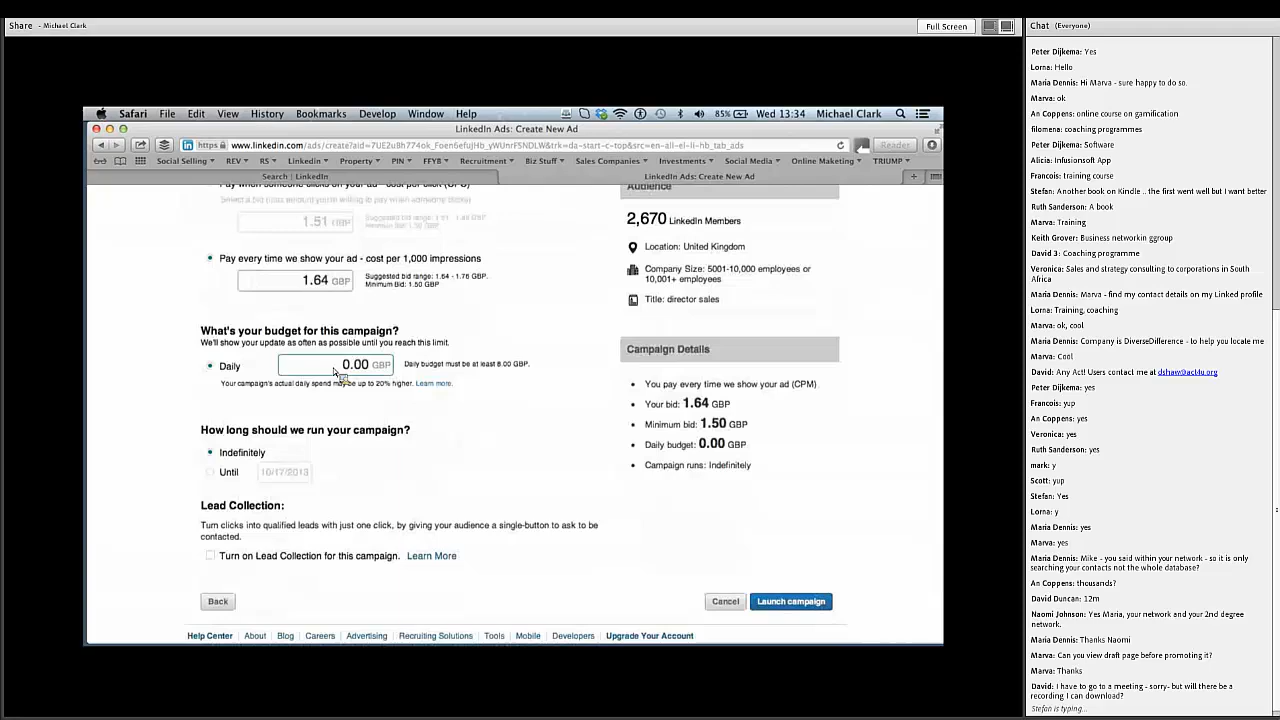 Share - Michael Clark
Full Screen
Safari File Edit View History Bookmarks Develop Window Help
85% Wed 13:34 Michael Clark
LinkedIn Ads: Create New Ad
Reader
Social Selling REV RS Linkedin Property PIN FFYB Recruitment Biz Stuff Sales Companies Investments Social Media Online Marketing TRIUMP
Search | LinkedIn
LinkedIn Ads: Create New Ad
1.51 GBP
Pay every time we show your ad - cost per 1,000 impressions
1.64 GBP
Suggested bid range: 1.64 - 1.76 GBP.
Minimum Bid: 1.50 GBP
What's your budget for this campaign?
We'll show your update as often as possible until you reach this limit.
Daily 0.00 GBP Daily budget must be at least 8.00 GBP.
Your campaign's actual daily spend may be up to 20% higher. Learn more.
How long should we run your campaign?
Indefinitely
Until 10/17/2013
Lead Collection:
Turn clicks into qualified leads with just one click, by giving your audience a single-button to ask to be
contacted.
Turn on Lead Collection for this campaign. Learn More
Back
Cancel Launch campaign
Help Center About Blog Careers Advertising Recruiting Solutions Tools Mobile Developers Upgrade Your Account
Audience
2,670 LinkedIn Members
Location: United Kingdom
Company Size: 5001-10,000 employees or
10,001+ employees
Title: director sales
Campaign Details
You pay every time we show your ad (CPM)
Your bid: 1.64 GBP
Minimum bid: 1.50 GBP
Daily budget: 0.00 GBP
Campaign runs: Indefinitely
Chat (Everyone)
Peter Dijkema: Yes
Lorna: Hello
Maria Dennis: Hi Marva - sure happy to do so.
Marva: ok
An Coppens: online course on gamification
filomena: coaching programmes
Peter Dijkema: Software
Alicia: Infusionsoft App
Francois: training course
Stefan: Another book on Kindle .. the first went well but I want better
Ruth Sanderson: A book
Marva: Training
Keith Grover: Business networkin ggroup
David 3: Coaching programme
Veronica: Sales and strategy consulting to corporations in South
Africa
Maria Dennis: Marva - find my contact details on my Linked profile
Lorna: Training, coaching
Marva: ok, cool
Maria Dennis: Company is DiverseDifference - to help you locate me
Marva: Cool
David: Any Act! Users contact me at dshaw@act4u.org
Peter Dijkema: yes
Francois: yup
An Coppens: yes
Veronica: yes
Ruth Sanderson: yes
mark: y
Scott: yup
Stefan: Yes
Lorna: y
Maria Dennis: yes
Marva: yes
Maria Dennis: Mike - you said within your network - so it is only
searching your contacts not the whole database?
An Coppens: thousands?
David Duncan: 12m
Naomi Johnson: Yes Maria, your network and your 2nd degree
network.
Maria Dennis: Thanks Naomi
Marva: Can you view draft page before promoting it?
Marva: Thanks
David: I have to go to a meeting - sorry- but will there be a
recording I can download?
Stefan is typing...